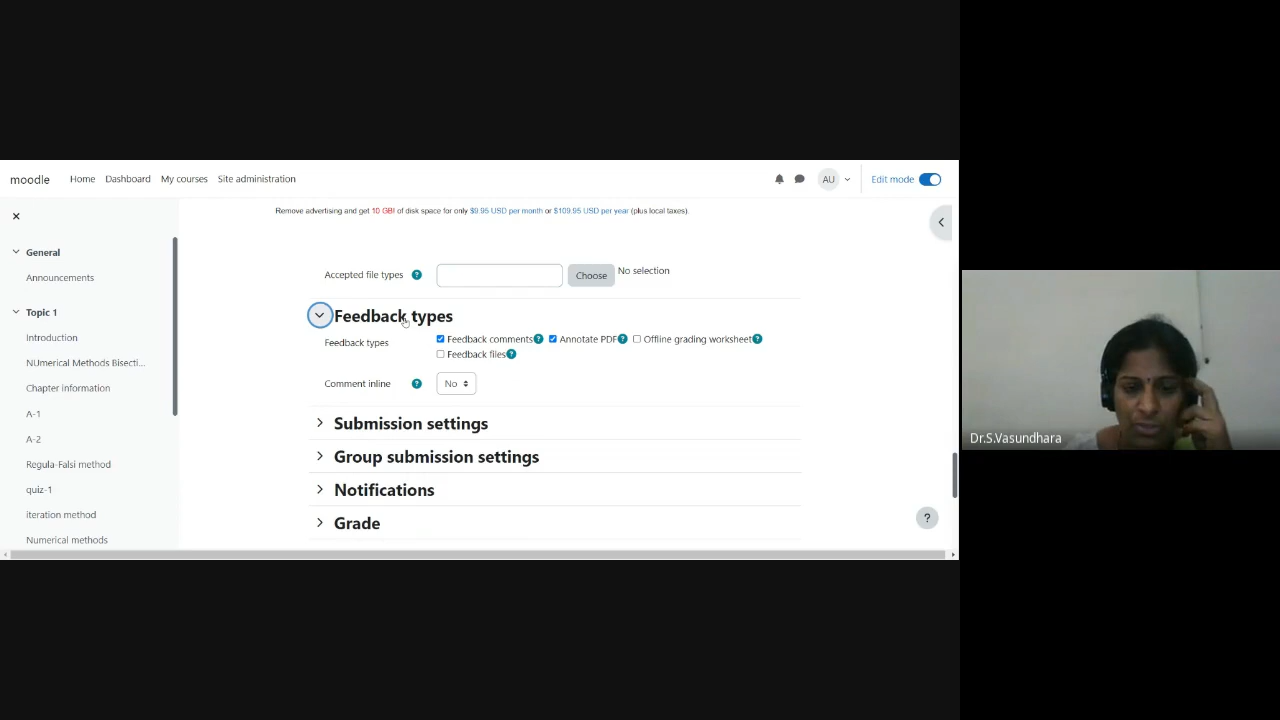 moodle Home Dashboard My courses Site administration AU Edit mode
Remove advertising and get 10 GB! of disk space for only $9.95 USD per month or $109.95 USD per year (plus local taxes).
General
Announcements
Topic 1
Introduction
NUmerical Methods Bisecti...
Chapter information
A-1
A-2
Regula-Falsi method
quiz-1
iteration method
Numerical methods
Accepted file types ? Choose No selection
Feedback types
Feedback types Feedback comments ? Annotate PDF ? Offline grading worksheet ?
Feedback files ?
Comment inline ? No
Submission settings
Group submission settings
Notifications
Grade
?
Dr.S.Vasundhara